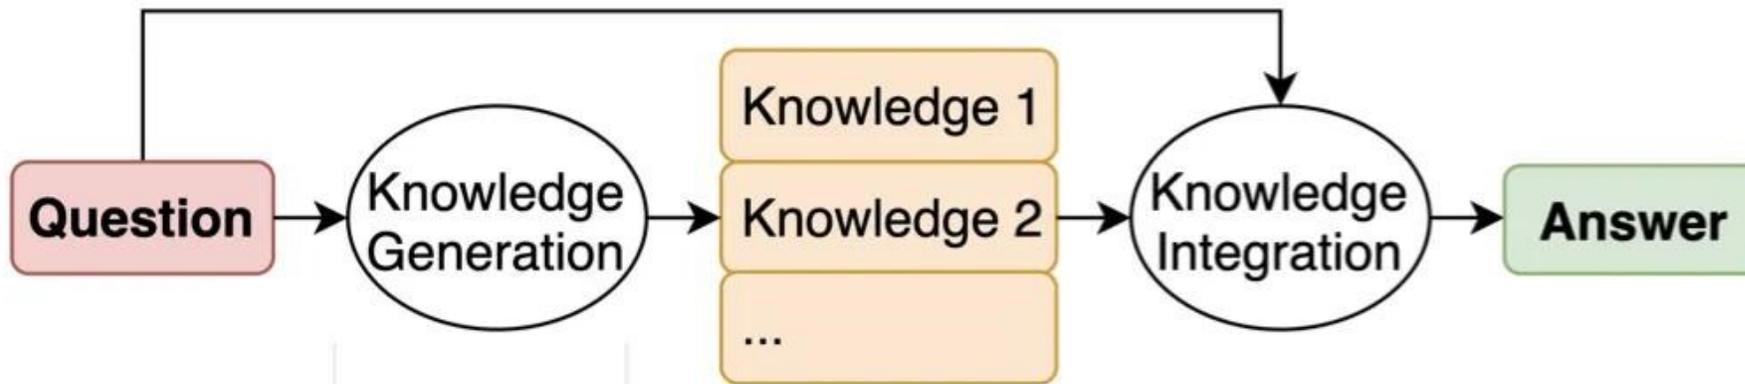 Question
Knowledge
Generation
Knowledge 1
Knowledge 2
...
Knowledge
Integration
Answer